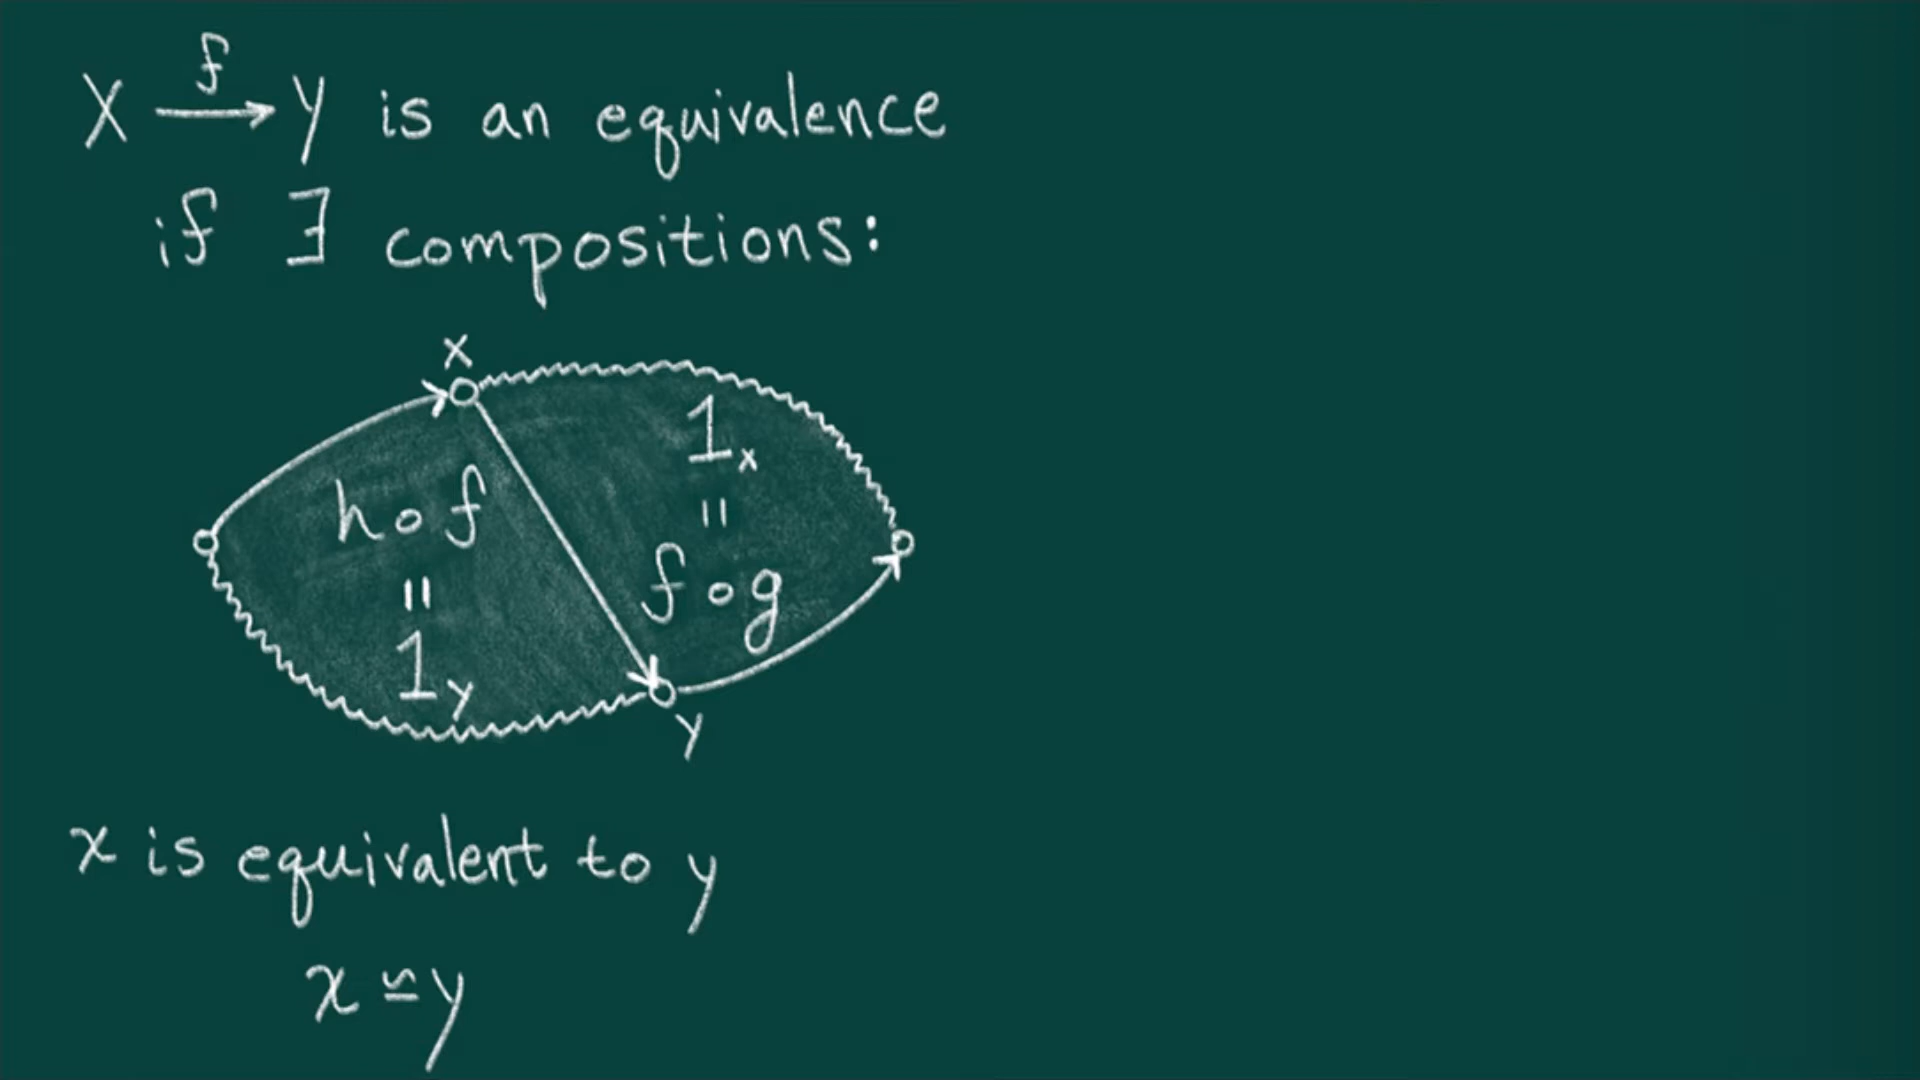 x →f y is an equivalence
if ∃ compositions:
x
h∘f
=
1y
1x
=
f∘g
y
x is equivalent to y
x ≃ y